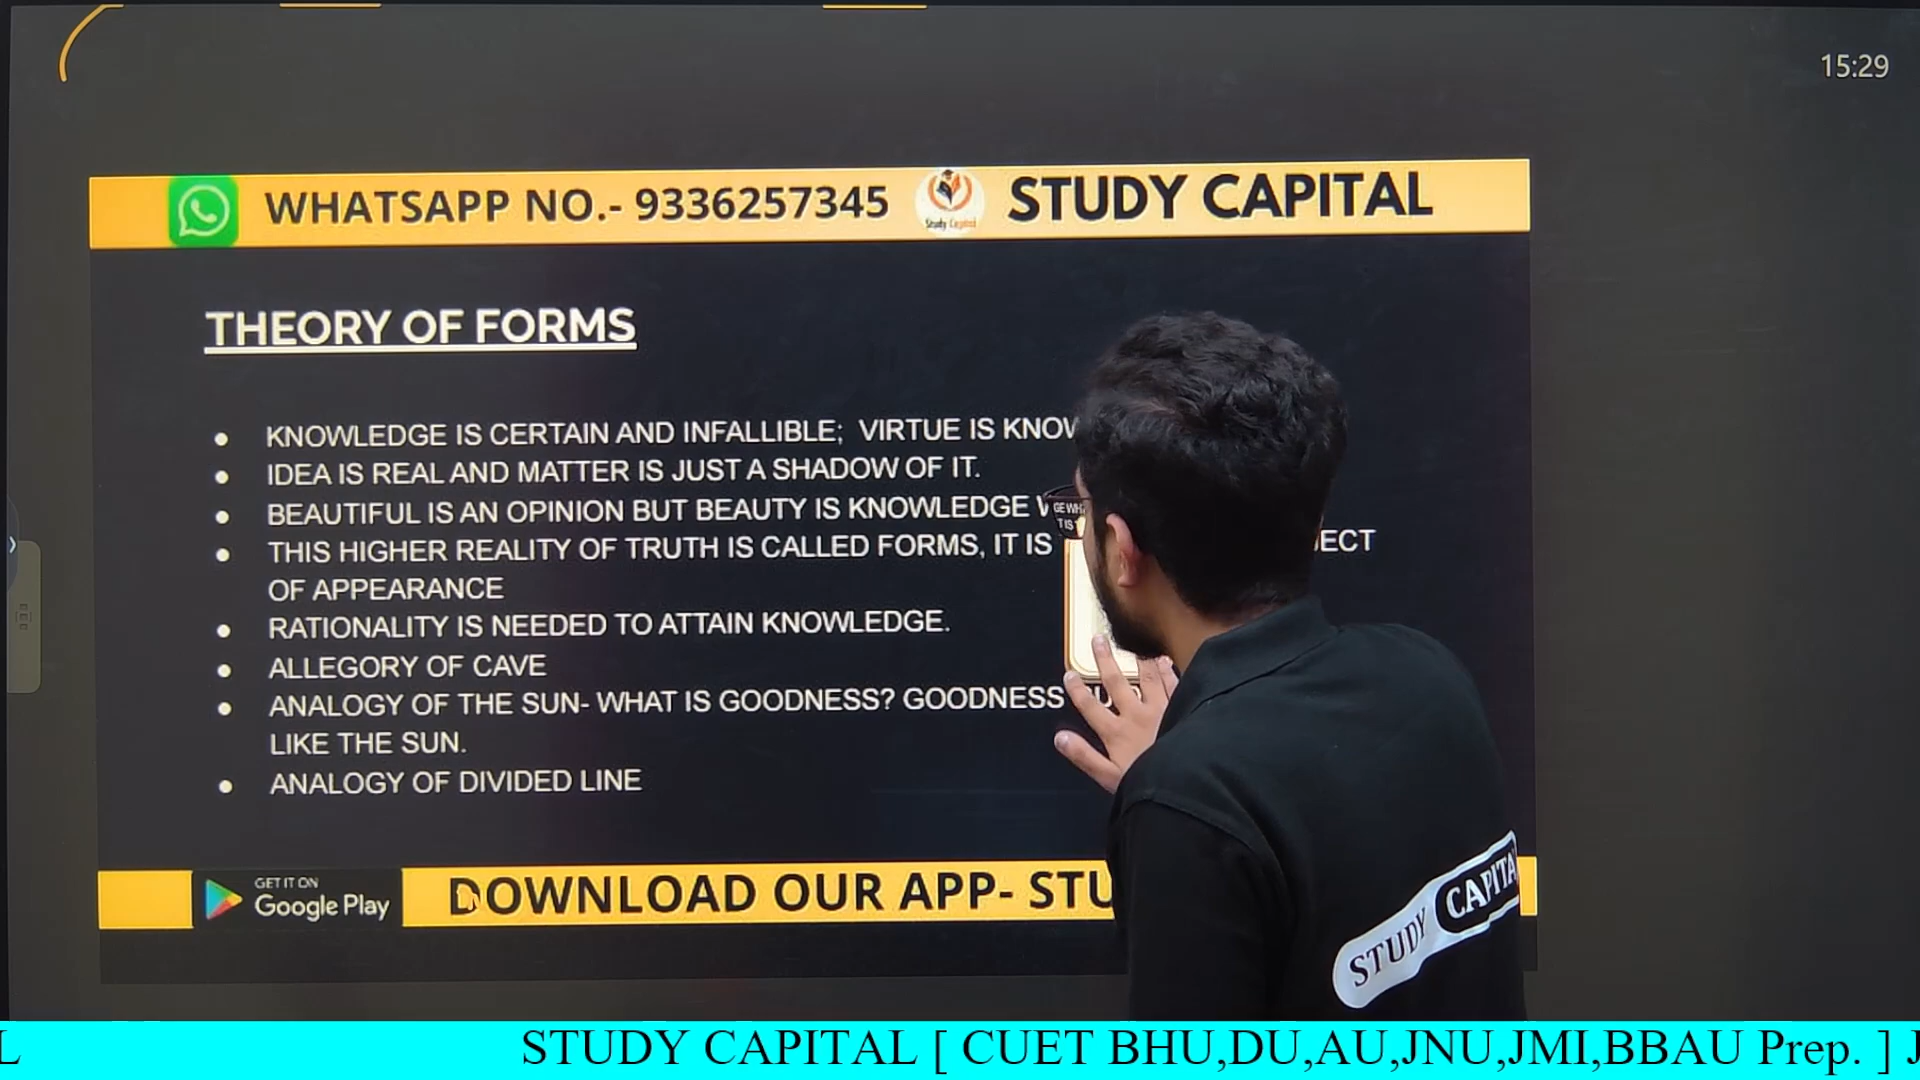 15:29
WHATSAPP NO.- 9336257345 STUDY CAPITAL
Study Capital
THEORY OF FORMS
KNOWLEDGE IS CERTAIN AND INFALLIBLE; VIRTUE IS
IDEA IS REAL AND MATTER IS JUST A SHADOW OF IT.
BEAUTIFUL IS AN OPINION BUT BEAUTY IS KNOWLEDGE
THIS HIGHER REALITY OF TRUTH IS CALLED FORMS, IT IS
OF APPEARANCE
RATIONALITY IS NEEDED TO ATTAIN KNOWLEDGE.
ALLEGORY OF CAVE
ANALOGY OF THE SUN- WHAT IS GOODNESS? GOODNESS
LIKE THE SUN.
ANALOGY OF DIVIDED LINE
GET IT ON
Google Play
DOWNLOAD OUR APP- STU
STUDY CAPITA
L STUDY CAPITAL [ CUET BHU,DU,AU,JNU,JMI,BBAU Prep. ] J